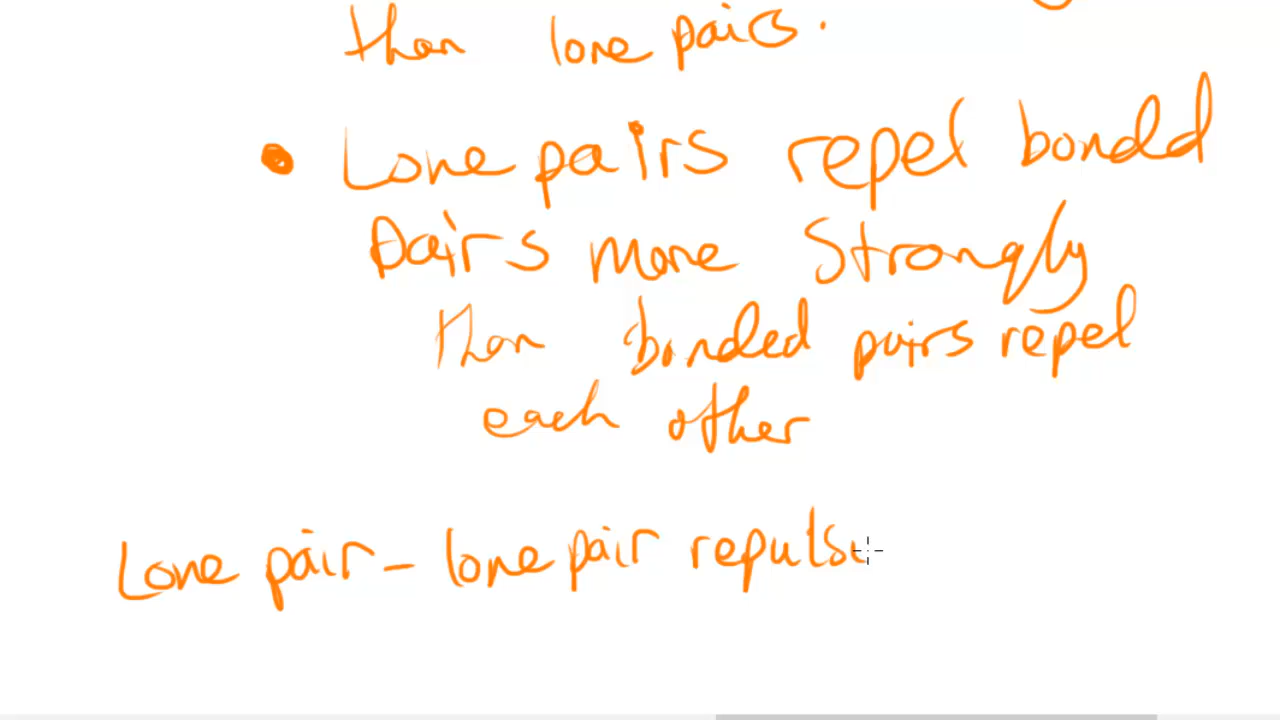 than lone pairs.
• Lone pairs repel bonded
Pairs more Strongly
than bonded pairs repel
each other
Lone pair - lone pair repulsi